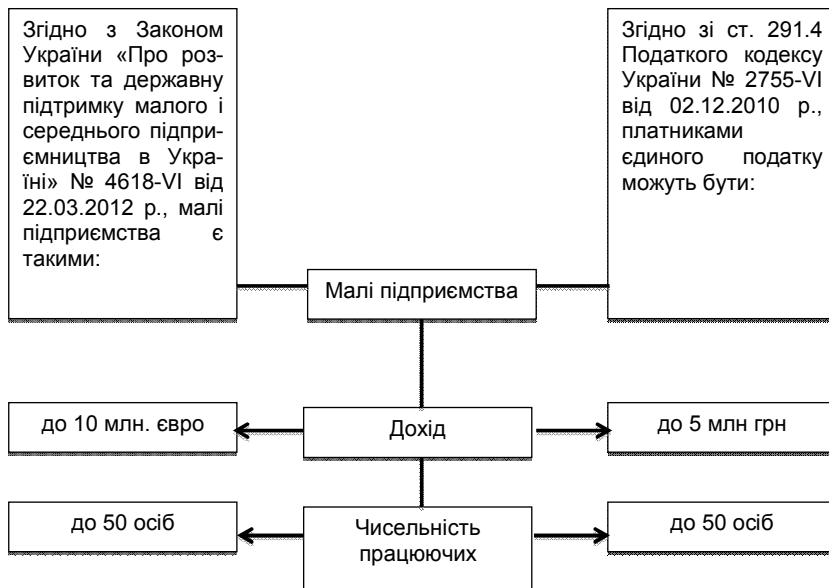 Згідно з Законом
України «Про роз-
виток та державну
підтримку малого і
середнього підпри-
ємництва в Укра-
їні» № 4618-VI від
22.03.2012 р., малі
підприємства є
такими:
Згідно зі ст. 291.4
Податкого кодексу
України № 2755-VI
від 02.12.2010 р.,
платниками
єдиного податку
можуть бути:
Малі підприємства
до 10 млн. євро
Дохід
до 5 млн грн
до 50 осіб
Чисельність
працюючих
до 50 осіб